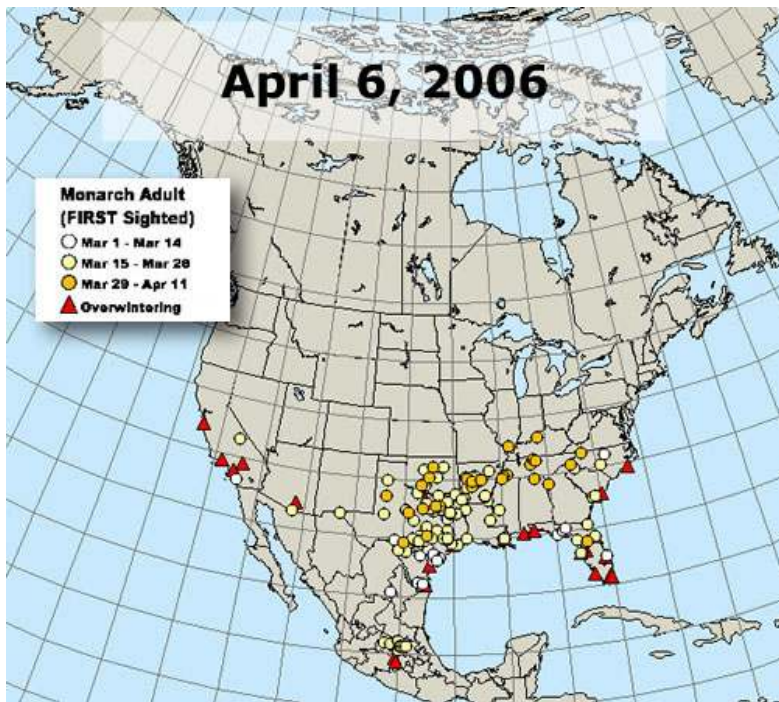 April 6, 2006
Monarch Adult
(FIRST Sighted)
Mar 1 - Mar 14
Mar 15 - Mar 28
Mar 29 - Apr 11
Overwintering